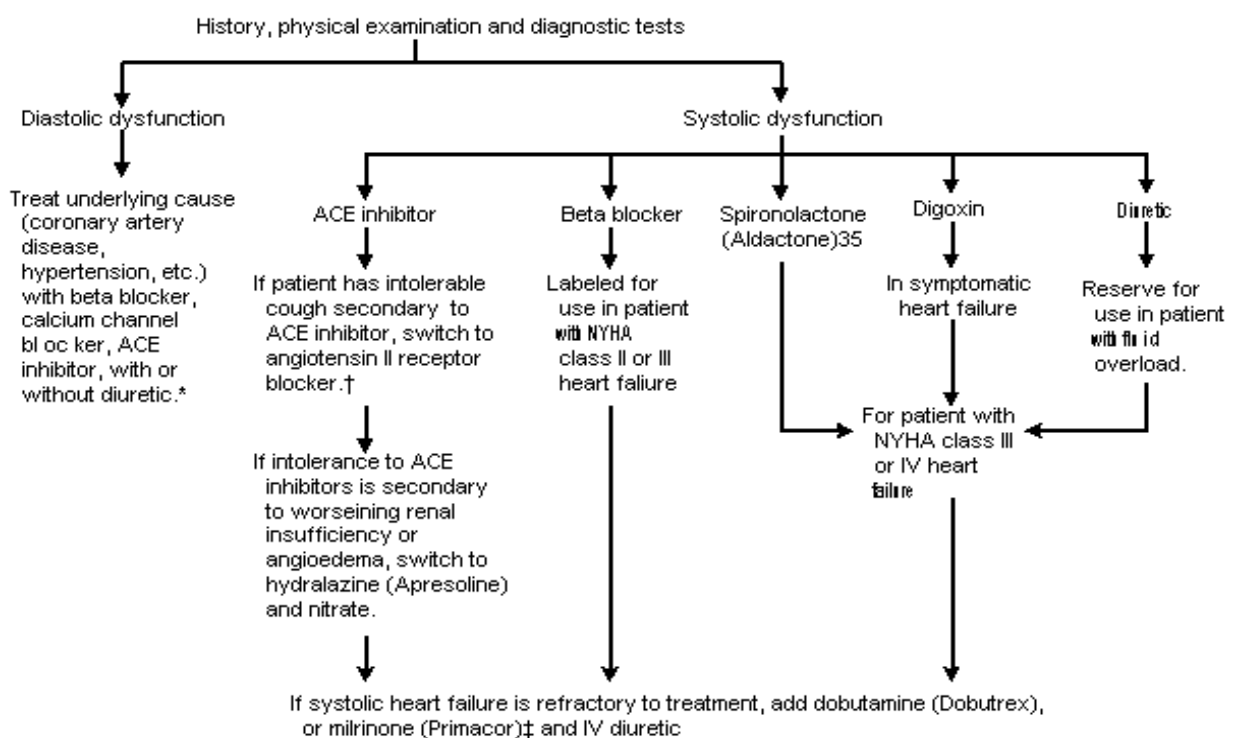 History, physical examination and diagnostic tests
Diastolic dysfunction
Systolic dysfunction
Treat underlying cause
(coronary artery
disease,
hypertension, etc.)
with beta blocker,
calcium channel
bl oc ker, ACE
inhibitor, with or
without diuretic.*
ACE inhibitor
If patient has intolerable
cough secondary to
ACE inhibitor, switch to
angiotensin II receptor
blocker.†
If intolerance to ACE
inhibitors is secondary
to worseining renal
insufficiency or
angioedema, switch to
hydralazine (Apresoline)
and nitrate.
Beta blocker
Labeled for
use in patient
with NYHA
class II or III
heart faliure
Spironolactone
(Aldactone)35
Digoxin
In symptomatic
heart failure
Diuretic
Reserve for
use in patient
with fluid
overload.
For patient with
NYHA class III
or IV heart
failure
If systolic heart failure is refractory to treatment, add dobutamine (Dobutrex),
or milrinone (Primacor)‡ and IV diuretic